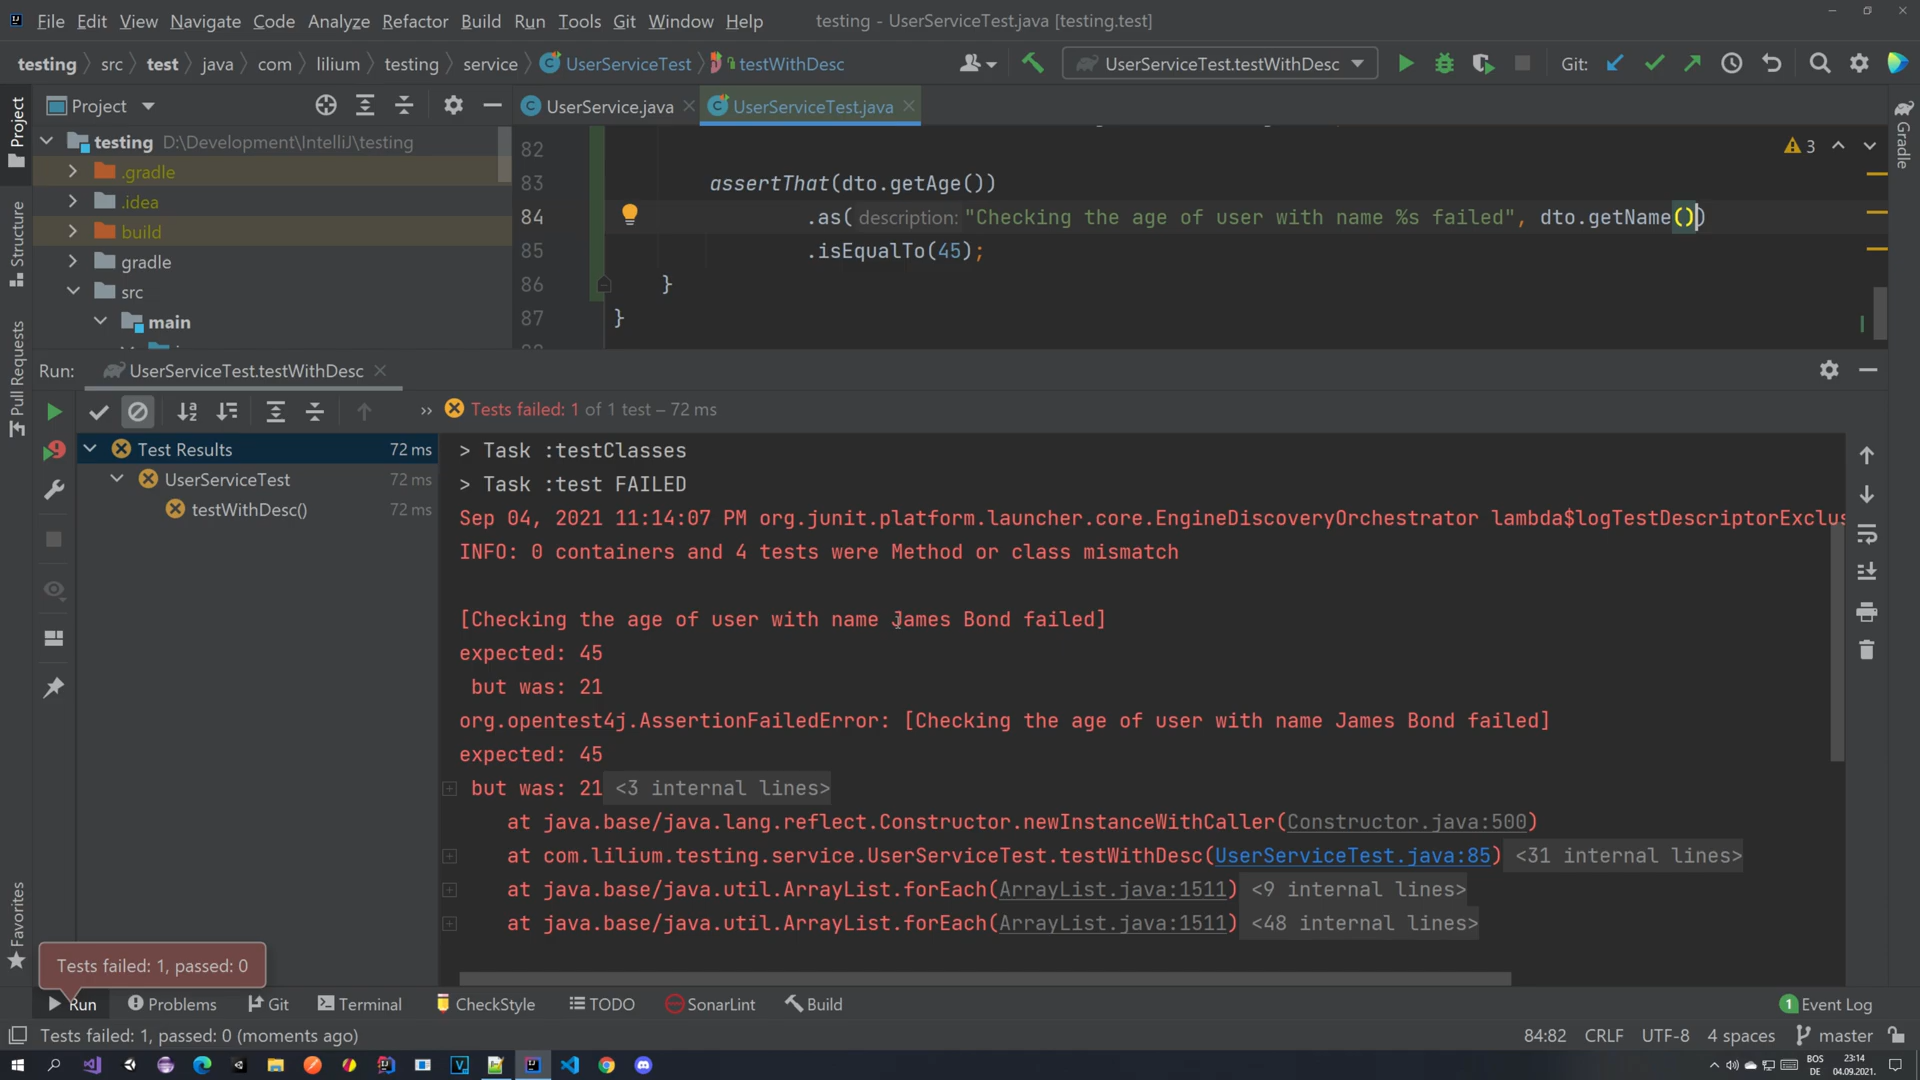 File Edit View Navigate Code Analyze Refactor Build Run Tools Git Window Help testing - UserServiceTest.java [testing.test]
testing src test java com lilium testing service UserServiceTest testWithDesc UserServiceTest.testWithDesc Git:
Project UserService.java UserServiceTest.java
testing D:\Development\IntelliJ\testing
.gradle
.idea
build
gradle
src
main
82
83 assertThat(dto.getAge())
84 .as( description: "Checking the age of user with name %s failed", dto.getName())
85 .isEqualTo(45);
86 }
87 }
3
Project
Structure
Pull Requests
Favorites
Gradle
Run: UserServiceTest.testWithDesc
Tests failed: 1 of 1 test – 72 ms
Test Results 72 ms
UserServiceTest 72 ms
testWithDesc() 72 ms
> Task :testClasses
> Task :test FAILED
Sep 04, 2021 11:14:07 PM org.junit.platform.launcher.core.EngineDiscoveryOrchestrator lambda$logTestDescriptorExclus
INFO: 0 containers and 4 tests were Method or class mismatch
[Checking the age of user with name James Bond failed]
expected: 45
but was: 21
org.opentest4j.AssertionFailedError: [Checking the age of user with name James Bond failed]
expected: 45
but was: 21 <3 internal lines>
at java.base/java.lang.reflect.Constructor.newInstanceWithCaller(Constructor.java:500)
at com.lilium.testing.service.UserServiceTest.testWithDesc(UserServiceTest.java:85) <31 internal lines>
at java.base/java.util.ArrayList.forEach(ArrayList.java:1511) <9 internal lines>
at java.base/java.util.ArrayList.forEach(ArrayList.java:1511) <48 internal lines>
Tests failed: 1, passed: 0
Run Problems Git Terminal CheckStyle TODO SonarLint Build 1 Event Log
Tests failed: 1, passed: 0 (moments ago) 84:82 CRLF UTF-8 4 spaces master
BOS
DE
23:14
04.09.2021.